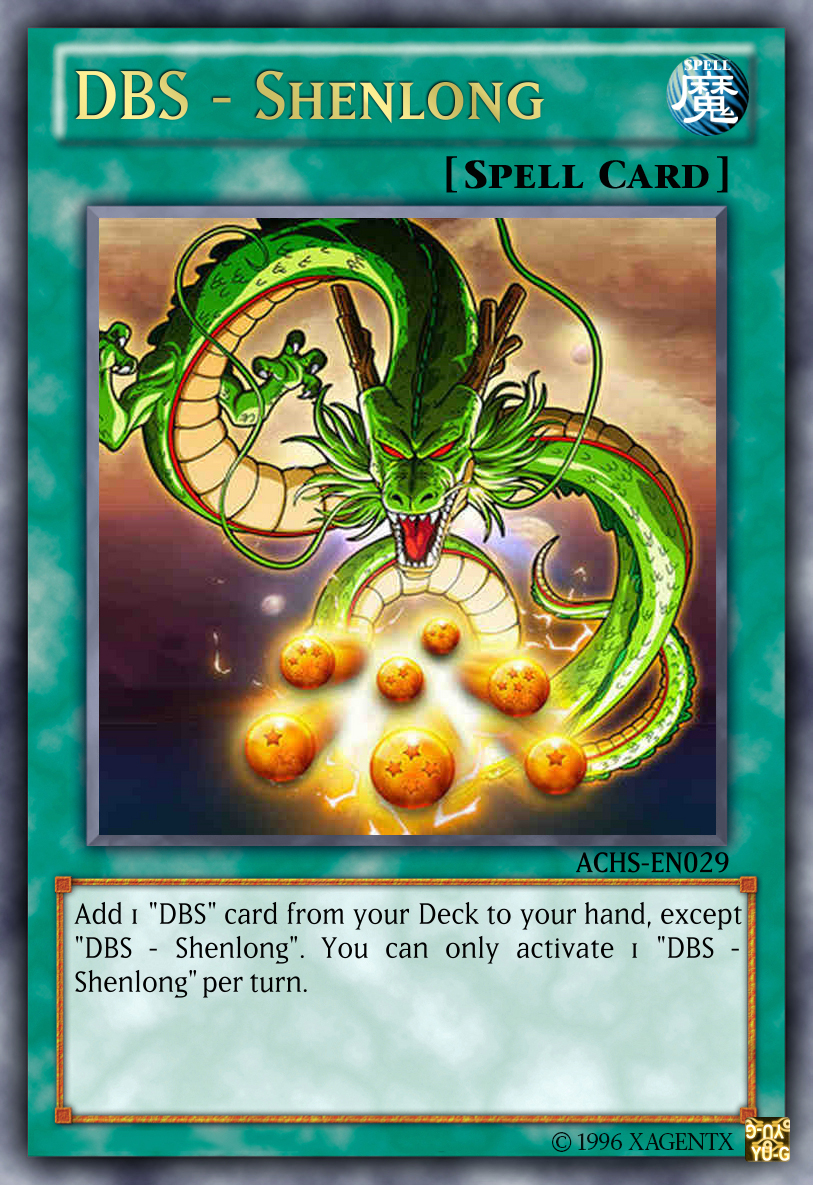 DBS - Shenlong
SPELL
魔
[Spell Card]
ACHS-EN029
Add 1 "DBS" card from your Deck to your hand, except
"DBS - Shenlong". You can only activate 1 "DBS -
Shenlong" per turn.
© 1996 XAGENTX
YU-G